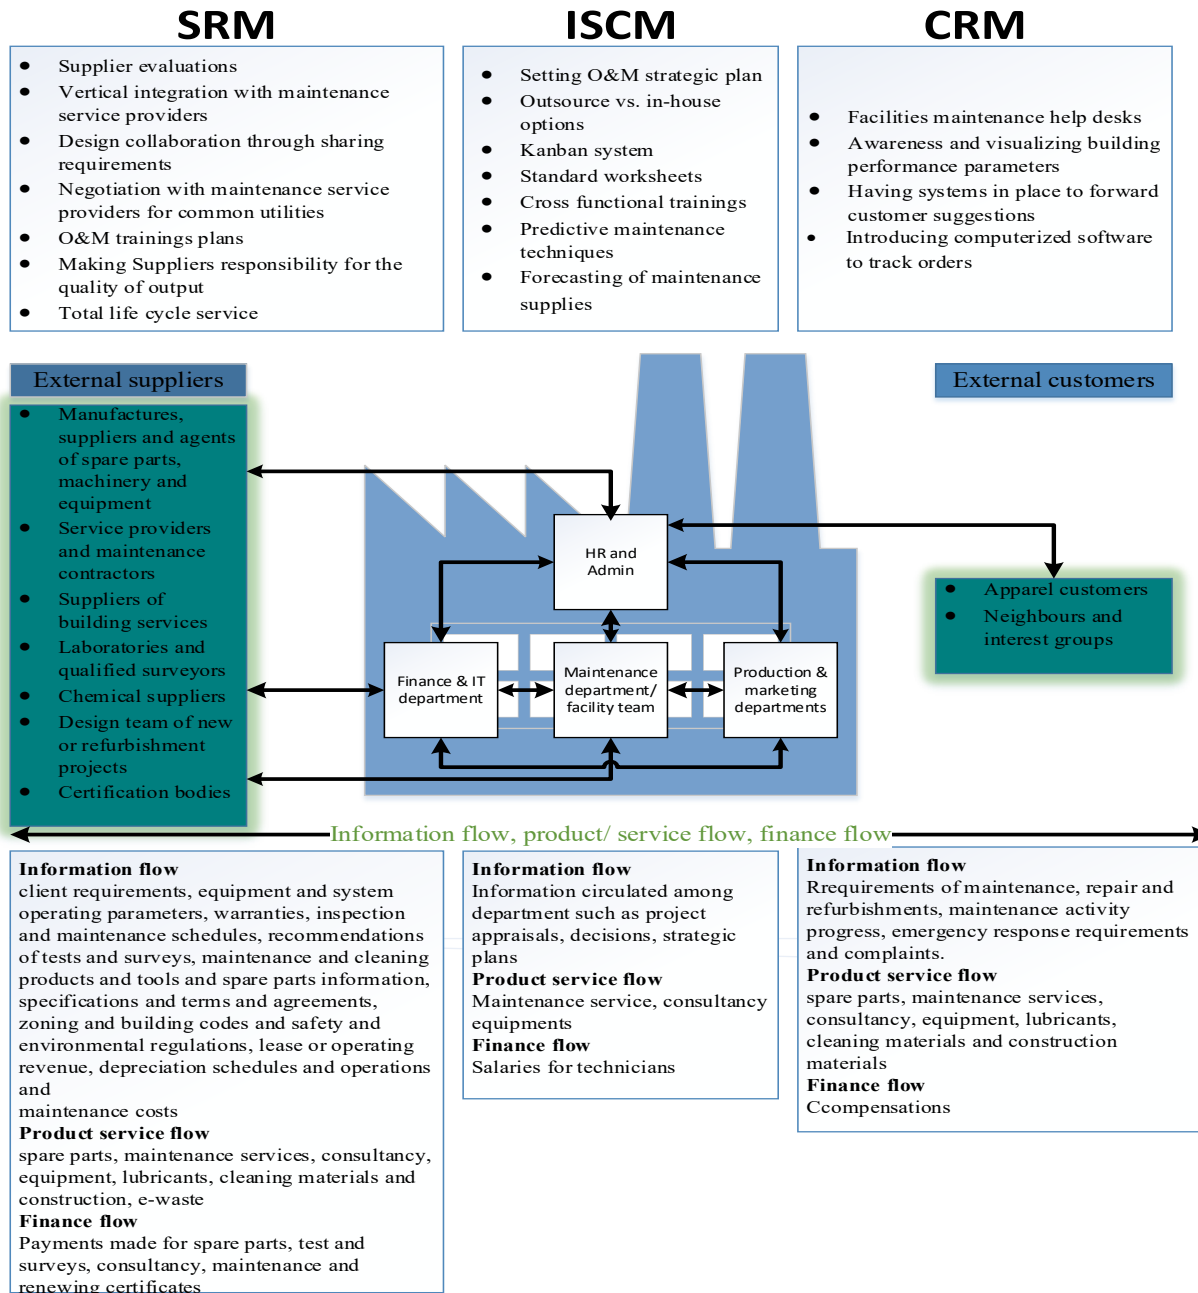 SRM
Supplier evaluations
Vertical integration with maintenance
service providers
Design collaboration through sharing
requirements
Negotiation with maintenance service
providers for common utilities
O&M trainings plans
Making Suppliers responsibility for the
quality of output
Total life cycle service
ISCM
Setting O&M strategic plan
Outsource vs. in-house
options
Kanban system
Standard worksheets
Cross functional trainings
Predictive maintenance
techniques
Forecasting of maintenance
supplies
CRM
Facilities maintenance help desks
Awareness and visualizing building
performance parameters
Having systems in place to forward
customer suggestions
Introducing computerized software
to track orders
External suppliers
Manufactures,
suppliers and agents
of spare parts,
machinery and
equipment
Service providers
and maintenance
contractors
Suppliers of
building services
Laboratories and
qualified surveyors
Chemical suppliers
Design team of new
or refurbishment
projects
Certification bodies
HR and
Admin
Finance & IT
department
Maintenance
department/
facility team
Production &
marketing
departments
External customers
Apparel customers
Neighbours and
interest groups
Information flow, product/ service flow, finance flow
Information flow
client requirements, equipment and system
operating parameters, warranties, inspection
and maintenance schedules, recommendations
of tests and surveys, maintenance and cleaning
products and tools and spare parts information,
specifications and terms and agreements,
zoning and building codes and safety and
environmental regulations, lease or operating
revenue, depreciation schedules and operations
and
maintenance costs
Product service flow
spare parts, maintenance services, consultancy,
equipment, lubricants, cleaning materials and
construction, e-waste
Finance flow
Payments made for spare parts, test and
surveys, consultancy, maintenance and
renewing certificates
Information flow
Information circulated among
department such as project
appraisals, decisions, strategic
plans
Product service flow
Maintenance service, consultancy
equipments
Finance flow
Salaries for technicians
Information flow
Rrequirements of maintenance, repair and
refurbishments, maintenance activity
progress, emergency response requirements
and complaints.
Product service flow
spare parts, maintenance services,
consultancy, equipment, lubricants,
cleaning materials and construction
materials
Finance flow
Ccompensations